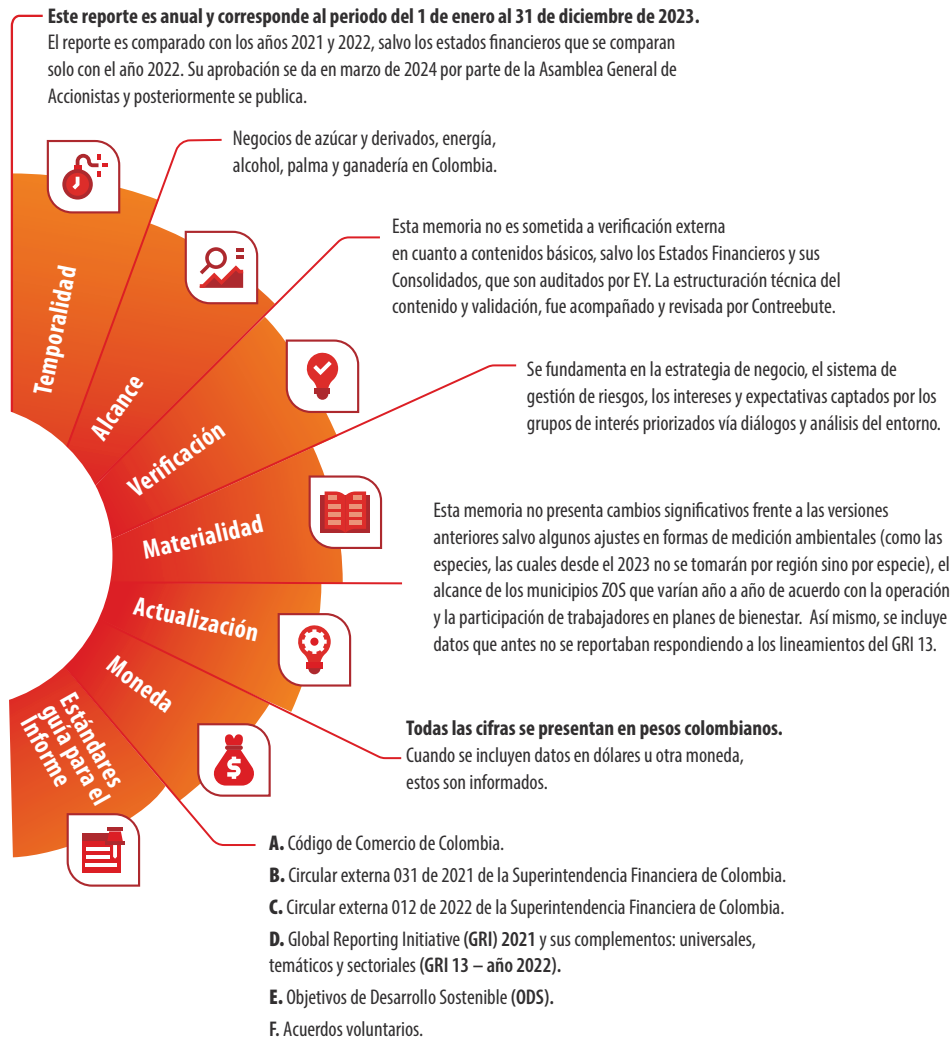 Este reporte es anual y corresponde al periodo del 1 de enero al 31 de diciembre de 2023.
El reporte es comparado con los años 2021 y 2022, salvo los estados financieros que se comparan
solo con el año 2022. Su aprobación se da en marzo de 2024 por parte de la Asamblea General de
Accionistas y posteriormente se publica.
Temporalidad
Negocios de azúcar y derivados, energía,
alcohol, palma y ganadería en Colombia.
Alcance
Esta memoria no es sometida a verificación externa
en cuanto a contenidos básicos, salvo los Estados Financieros y sus
Consolidados, que son auditados por EY. La estructuración técnica del
contenido y validación, fue acompañado y revisada por Contreebute.
Verificación
Se fundamenta en la estrategia de negocio, el sistema de
gestión de riesgos, los intereses y expectativas captados por los
grupos de interés priorizados vía diálogos y análisis del entorno.
Materialidad
Esta memoria no presenta cambios significativos frente a las versiones
anteriores salvo algunos ajustes en formas de medición ambientales (como las
especies, las cuales desde el 2023 no se tomarán por región sino por especie), el
alcance de los municipios ZOS que varían año a año de acuerdo con la operación
y la participación de trabajadores en planes de bienestar. Así mismo, se incluye
datos que antes no se reportaban respondiendo a los lineamientos del GRI 13.
Actualización
Todas las cifras se presentan en pesos colombianos.
Cuando se incluyen datos en dólares u otra moneda,
estos son informados.
Moneda
$
Estándares
guía para el
Informe
A. Código de Comercio de Colombia.
B. Circular externa 031 de 2021 de la Superintendencia Financiera de Colombia.
C. Circular externa 012 de 2022 de la Superintendencia Financiera de Colombia.
D. Global Reporting Initiative (GRI) 2021 y sus complementos: universales,
temáticos y sectoriales (GRI 13 – año 2022).
E. Objetivos de Desarrollo Sostenible (ODS).
F. Acuerdos voluntarios.